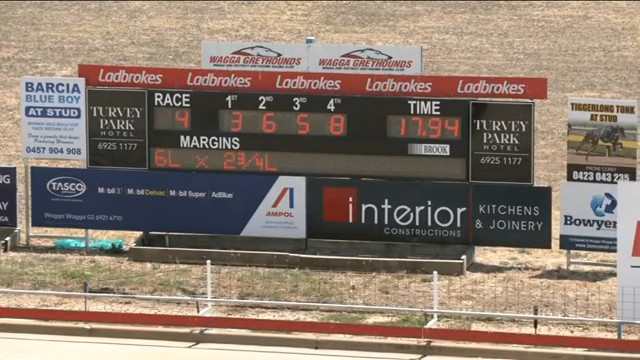 WAGGA GREYHOUNDS
WAGGA GREYHOUNDS
Ladbrokes Ladbrokes Ladbrokes Ladbrokes Ladbrokes
BARCIA
BLUE BOY
AT STUD
0457 904 908
TURVEY
PARK
HOTEL
6925 1177
RACE 1ST 2ND 3RD 4TH TIME
4 3 6 5 8 17.94
MARGINS
BROOK
6L x 2¾L
TURVEY
PARK
HOTEL
6925 1177
TIGGERLONG TONK
AT STUD
PHONE CORRY
0423 043 235
TASCO
Wagga Wagga 02 6921 4710
Mobil 1 Mobil Delvac Mobil Super AdBlue
AMPOL
interior
CONSTRUCTIONS
KITCHENS
& JOINERY
Bowyer